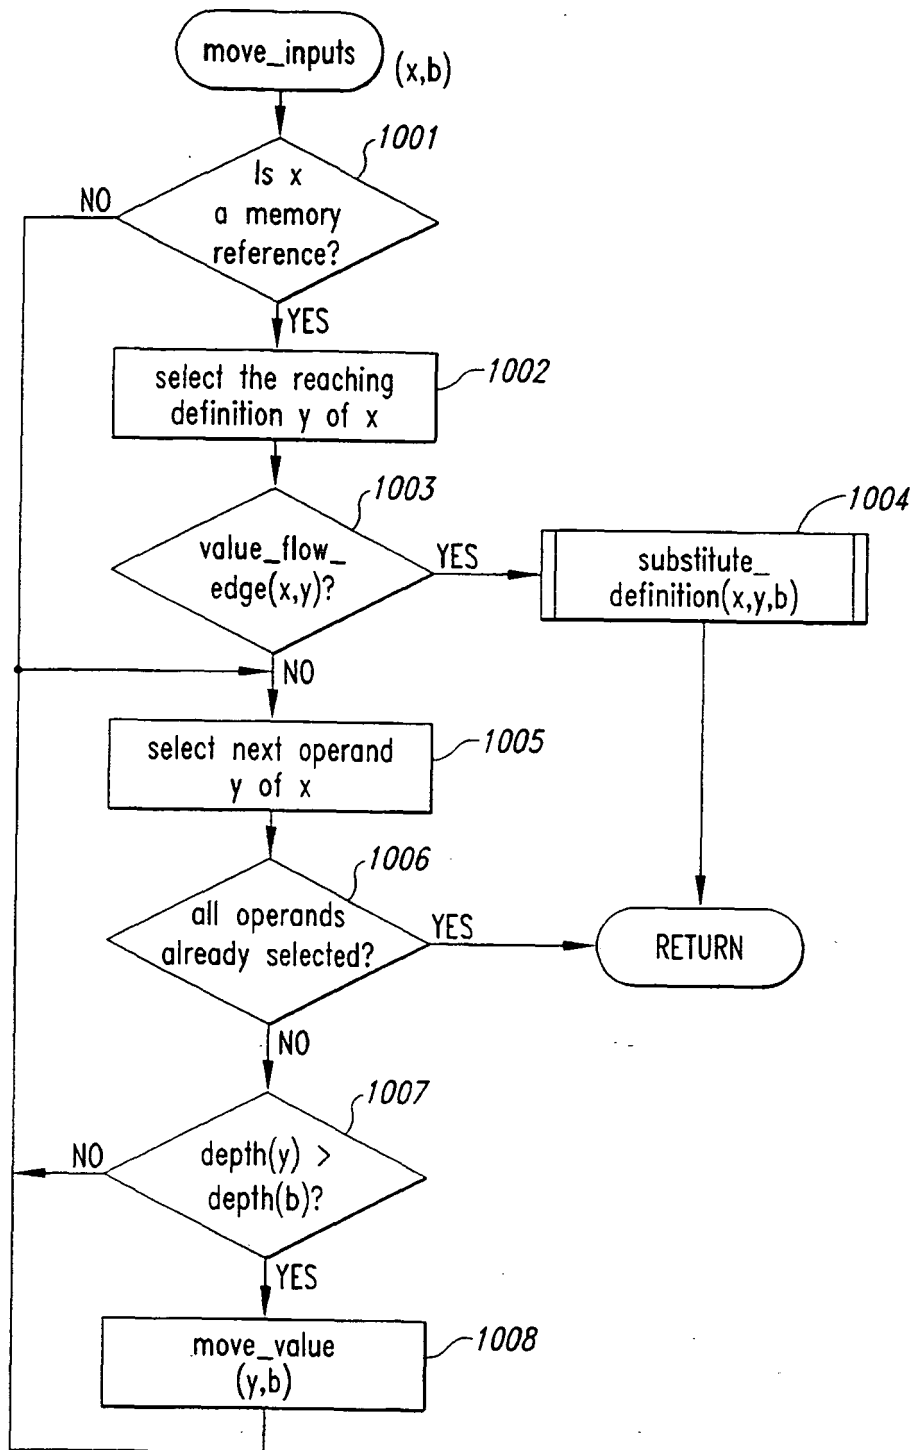 move_inputs
(x,b)
1001
Is x
a memory
reference?
NO
YES
select the reaching
definition y of x
1002
1003
value_flow_
edge(x,y)?
YES
1004
substitute_
definition(x,y,b)
NO
select next operand
y of x
1005
1006
all operands
already selected?
YES
RETURN
NO
1007
depth(y) >
depth(b)?
NO
YES
move_value
(y,b)
1008